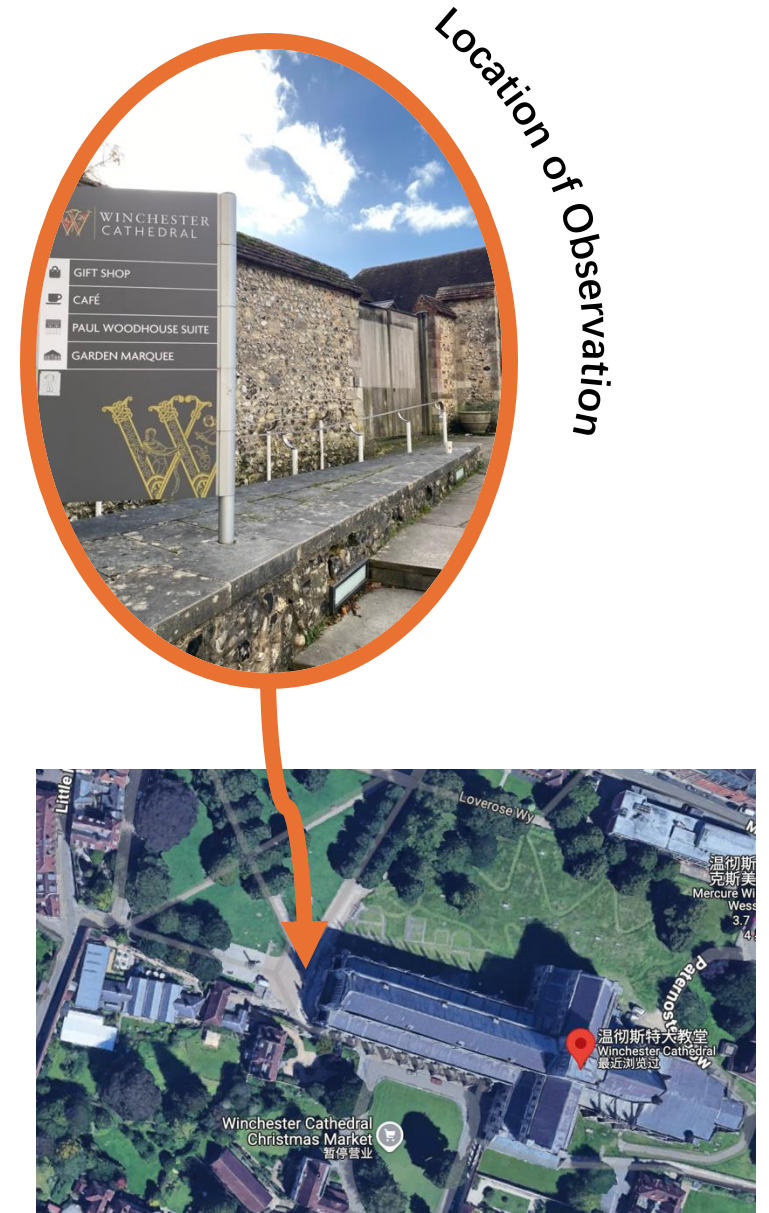 Location of Observation
WINCHESTER
CATHEDRAL
GIFT SHOP
CAFÉ
PAUL WOODHOUSE SUITE
GARDEN MARQUEE
Loverose Wy
温彻斯
克斯美
Mercure Wi
Wess
3.7
Paternoster Row
温彻斯特大教堂
Winchester Cathedral
最近浏览过
Winchester Cathedral
Christmas Market
暂停营业